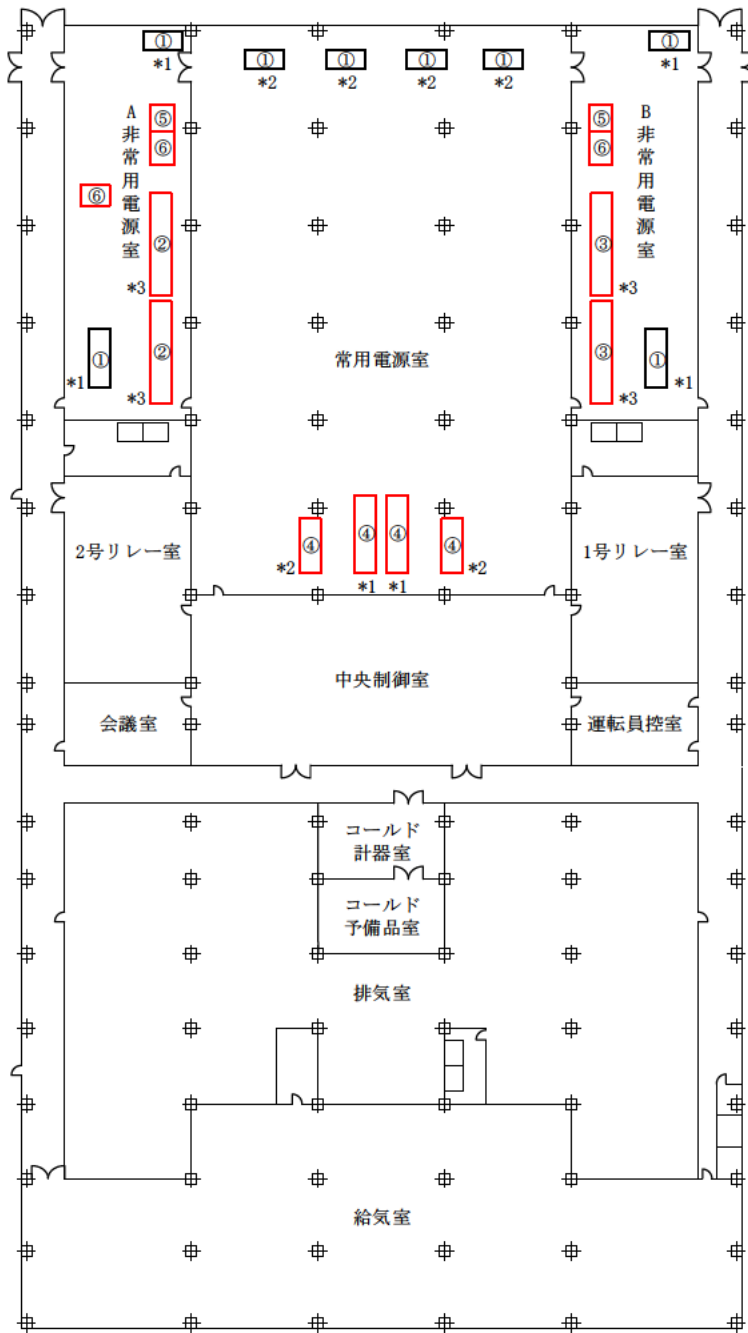 ① ① ① ① ① ①
*1 *2 *2 *2 *2 *1
A非常用電源室
⑤
⑥
⑥
②
*3
①
*1
②
*3
B非常用電源室
⑤
⑥
③
*3
③
*3
①
*1
常用電源室
④ ④ ④ ④
*2 *1 *1 *2
2号リレー室
1号リレー室
中央制御室
会議室
運転員控室
コールド
計器室
コールド
予備品室
排気室
給気室